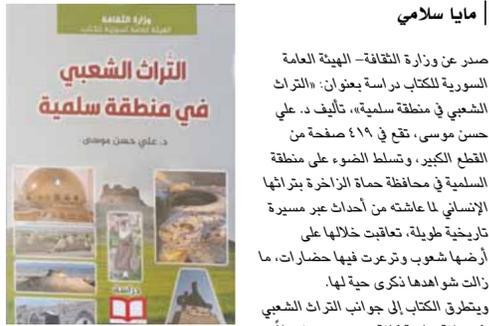 مايا سلامي
صدر عن وزارة الثقافة– الهيئة العامة
السورية للكتاب دراسة بعنوان: «التراث
الشعبي في منطقة سلمية»، تأليف د. علي
حسن موسى، تقع في ٤١٩ صفحة من
القطع الكبير، وتسلط الضوء على منطقة
السلمية في محافظة حماة الزاخرة بتراثها
الإنساني لما عاشته من أحداث عبر مسيرة
تاريخية طويلة، تعاقبت خلالها على
أرضها شعوب وترعرت فيها حضارات، ما
زالت شواهدها ذكرى حية لها.
ويتطرق الكتاب إلى جوانب التراث الشعبي
وزارة الثقافة
الهيئة العامة السورية للكتاب
التراث الشعبي
في منطقة سلمية
د. علي حسن موسى
دراسة